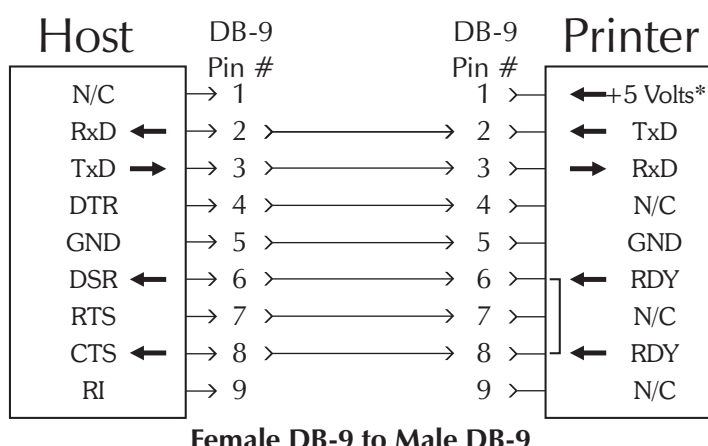 Host DB-9 DB-9 Printer
Pin # Pin #
N/C 1 1 +5 Volts*
RxD 2 2 TxD
TxD 3 3 RxD
DTR 4 4 N/C
GND 5 5 GND
DSR 6 6 RDY
RTS 7 7 N/C
CTS 8 8 RDY
RI 9 9 N/C
Female DB-9 to Male DB-9